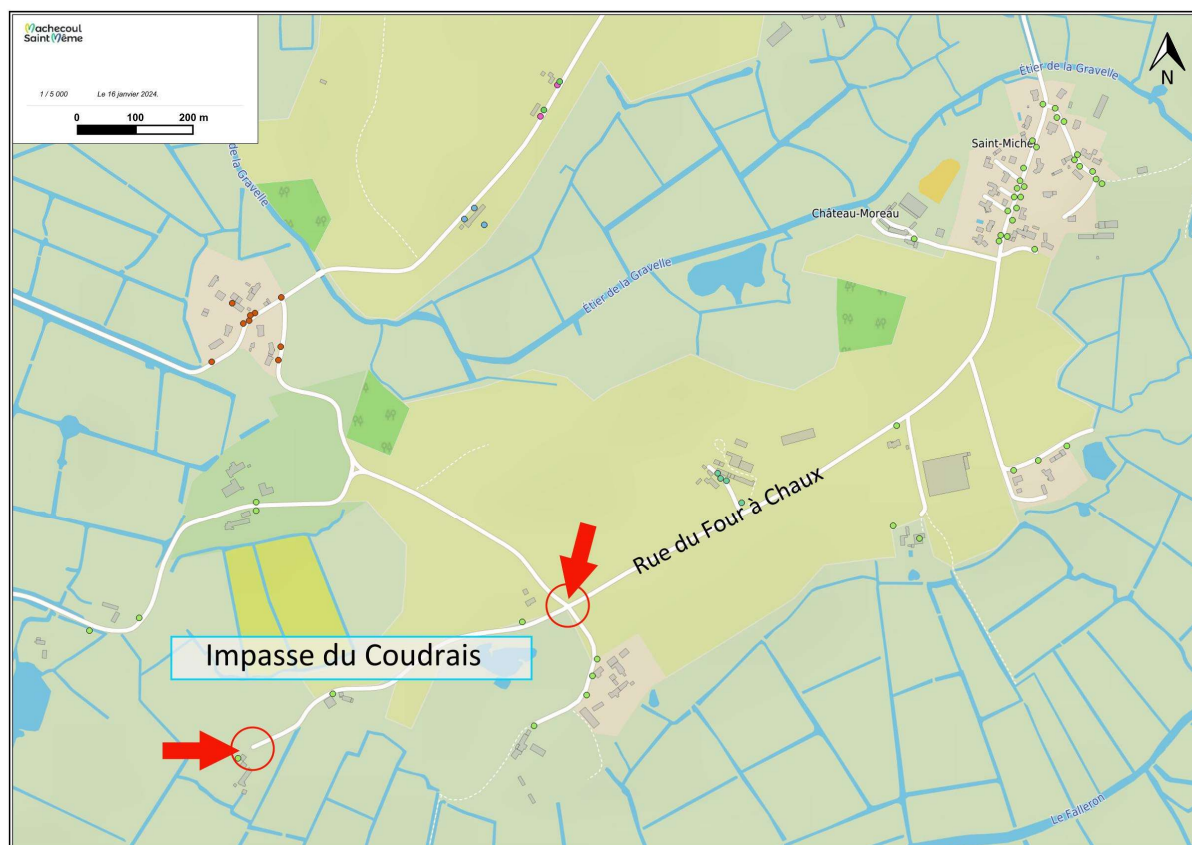 Machecoul
Saint Même
1 / 5 000 Le 16 janvier 2024.
0 100 200 m
N
Étier de la Gravelle
de la Gravelle
Saint-Michel
Château-Moreau
Étier de la Gravelle
Rue du Four à Chaux
Impasse du Coudrais
Le Falleron